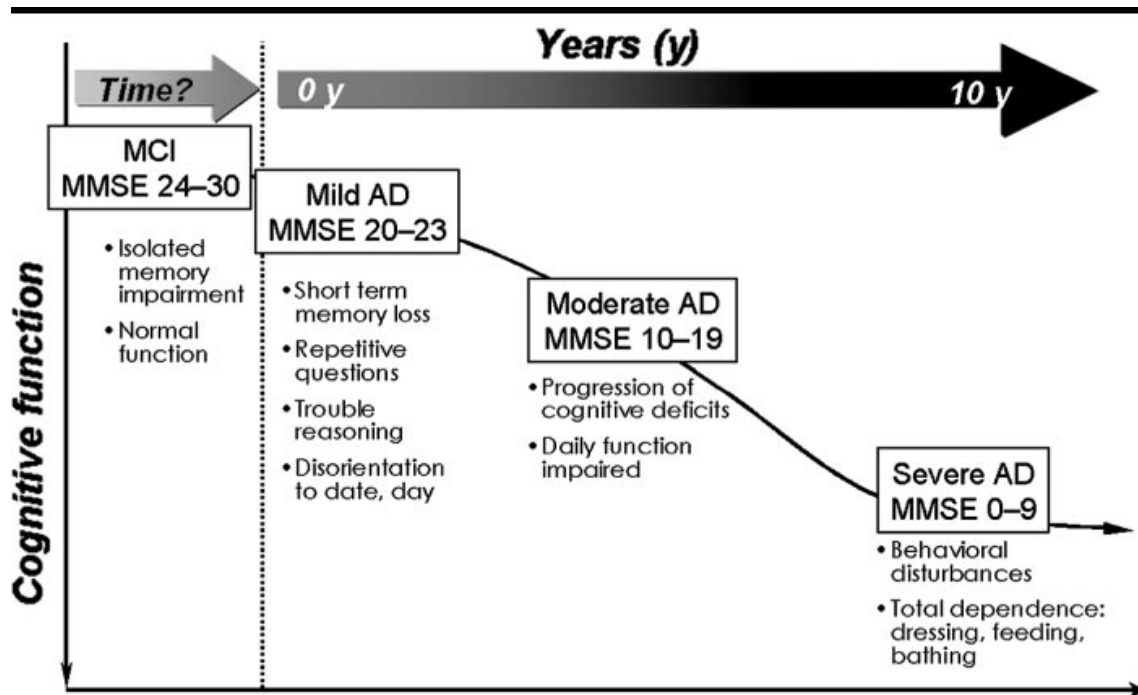 Years (y)
Time?
0 y
10 y
MCI
MMSE 24–30
• Isolated
memory
impairment
• Normal
function
Mild AD
MMSE 20–23
• Short term
memory loss
• Repetitive
questions
• Trouble
reasoning
• Disorientation
to date, day
Moderate AD
MMSE 10–19
• Progression of
cognitive deficits
• Daily function
impaired
Severe AD
MMSE 0–9
• Behavioral
disturbances
• Total dependence:
dressing, feeding,
bathing
Cognitive function